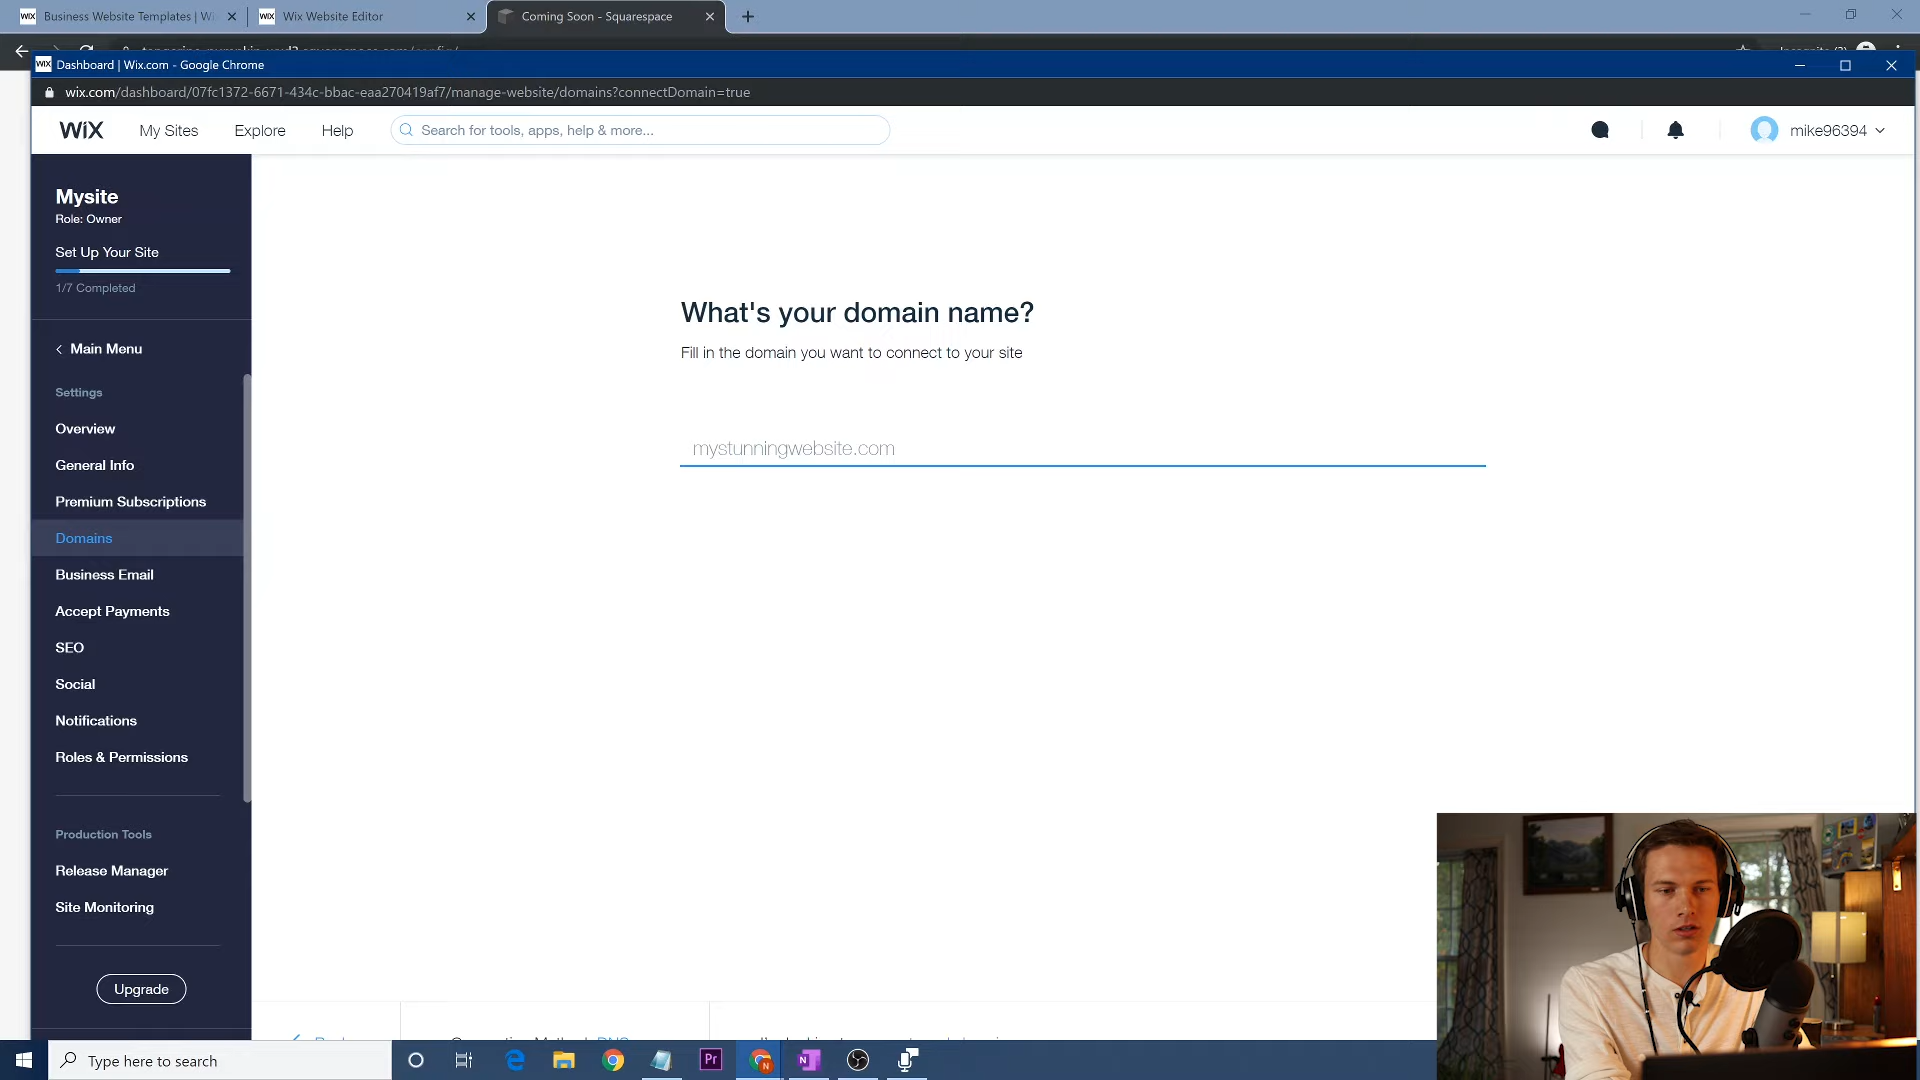 Business Website Templates | Wi
Wix Website Editor
Coming Soon - Squarespace
WIX Dashboard | Wix.com - Google Chrome
wix.com/dashboard/07fc1372-6671-434c-bbac-eaa270419af7/manage-website/domains?connectDomain=true
WiX
My Sites
Explore
Help
Search for tools, apps, help & more...
mike96394
Mysite
Role: Owner
Set Up Your Site
1/7 Completed
Main Menu
Settings
Overview
General Info
Premium Subscriptions
Domains
Business Email
Accept Payments
SEO
Social
Notifications
Roles & Permissions
Production Tools
Release Manager
Site Monitoring
Upgrade
What's your domain name?
Fill in the domain you want to connect to your site
mystunningwebsite.com
Type here to search
Pr